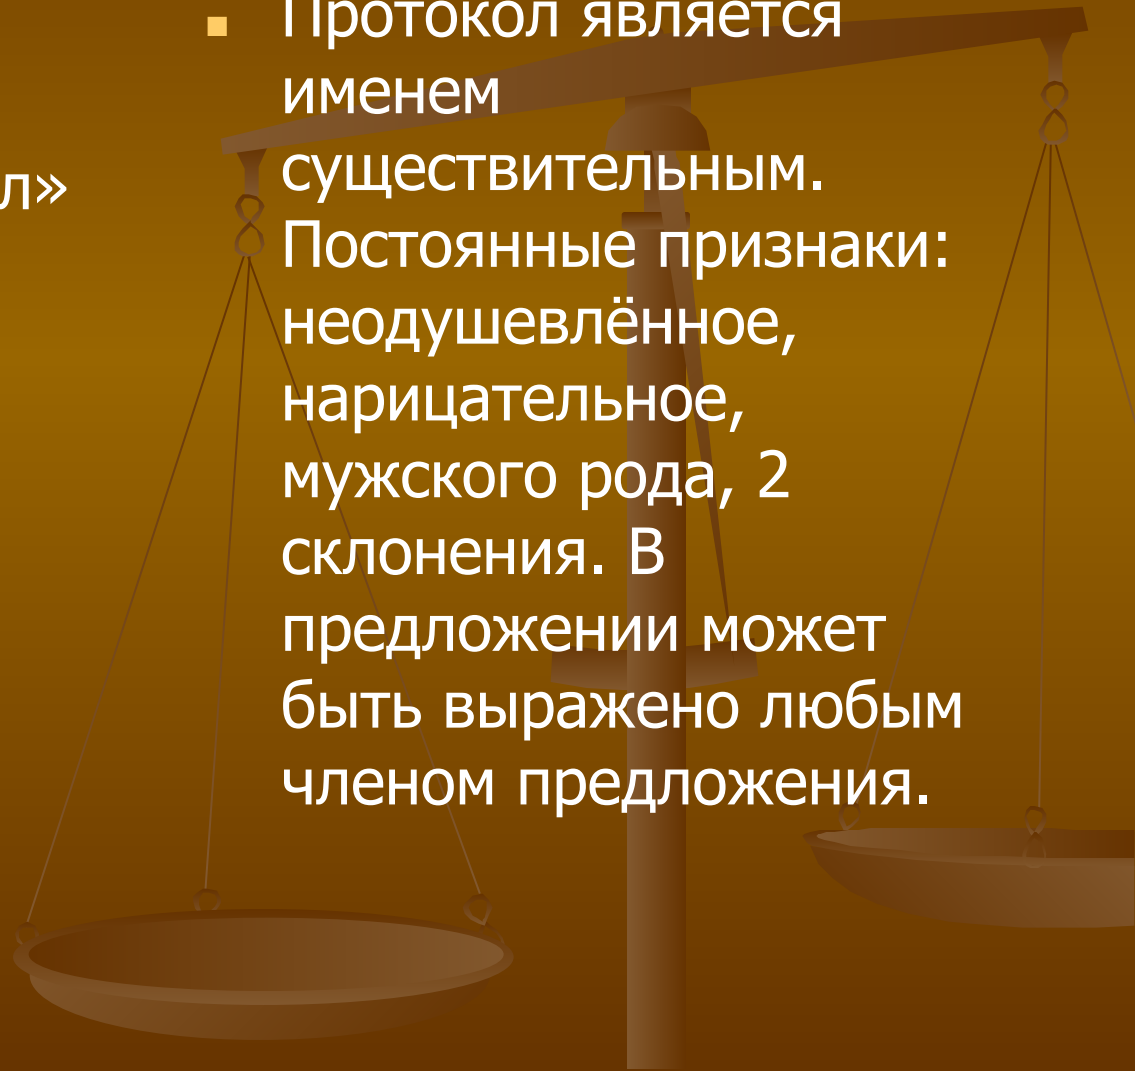 Протокол является
именем
существительным.
л»
Постоянные признаки:
неодушевлённое,
нарицательное,
мужского рода, 2
склонения. В
предложении может
быть выражено любым
членом предложения.